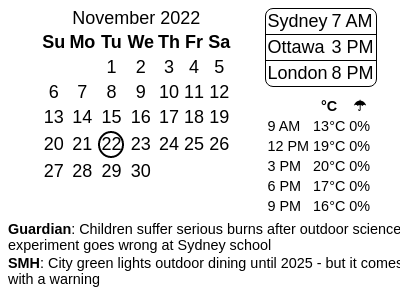 November 2022
Su Mo Tu We Th Fr Sa
1 2 3 4 5
6 7 8 9 10 11 12
13 14 15 16 17 18 19
20 21 22 23 24 25 26
27 28 29 30
Sydney 7 AM
Ottawa 3 PM
London 8 PM
°C ☂
9 AM 13°C 0%
12 PM 19°C 0%
3 PM 20°C 0%
6 PM 17°C 0%
9 PM 16°C 0%
Guardian: Children suffer serious burns after outdoor science
experiment goes wrong at Sydney school
SMH: City green lights outdoor dining until 2025 - but it comes
with a warning